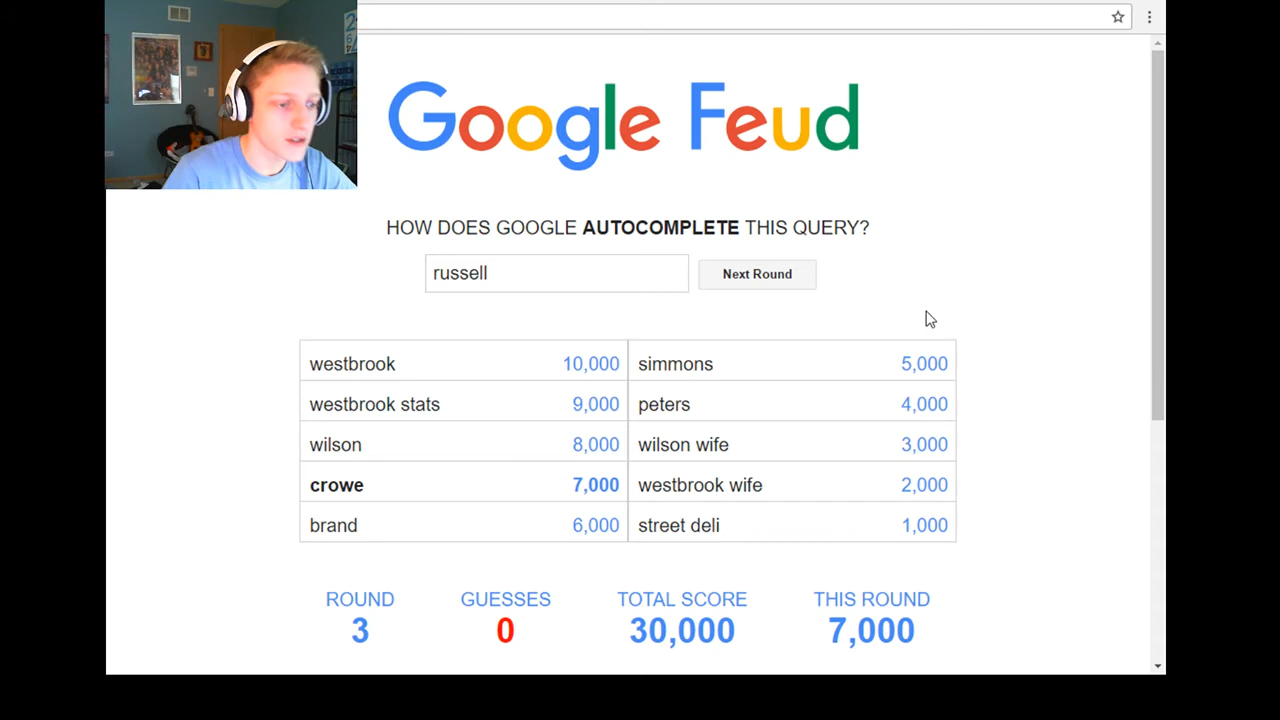 Google Feud
HOW DOES GOOGLE AUTOCOMPLETE THIS QUERY?
russell
Next Round
westbrook 10,000 simmons 5,000
westbrook stats 9,000 peters 4,000
wilson 8,000 wilson wife 3,000
crowe 7,000 westbrook wife 2,000
brand 6,000 street deli 1,000
ROUND GUESSES TOTAL SCORE THIS ROUND
3 0 30,000 7,000